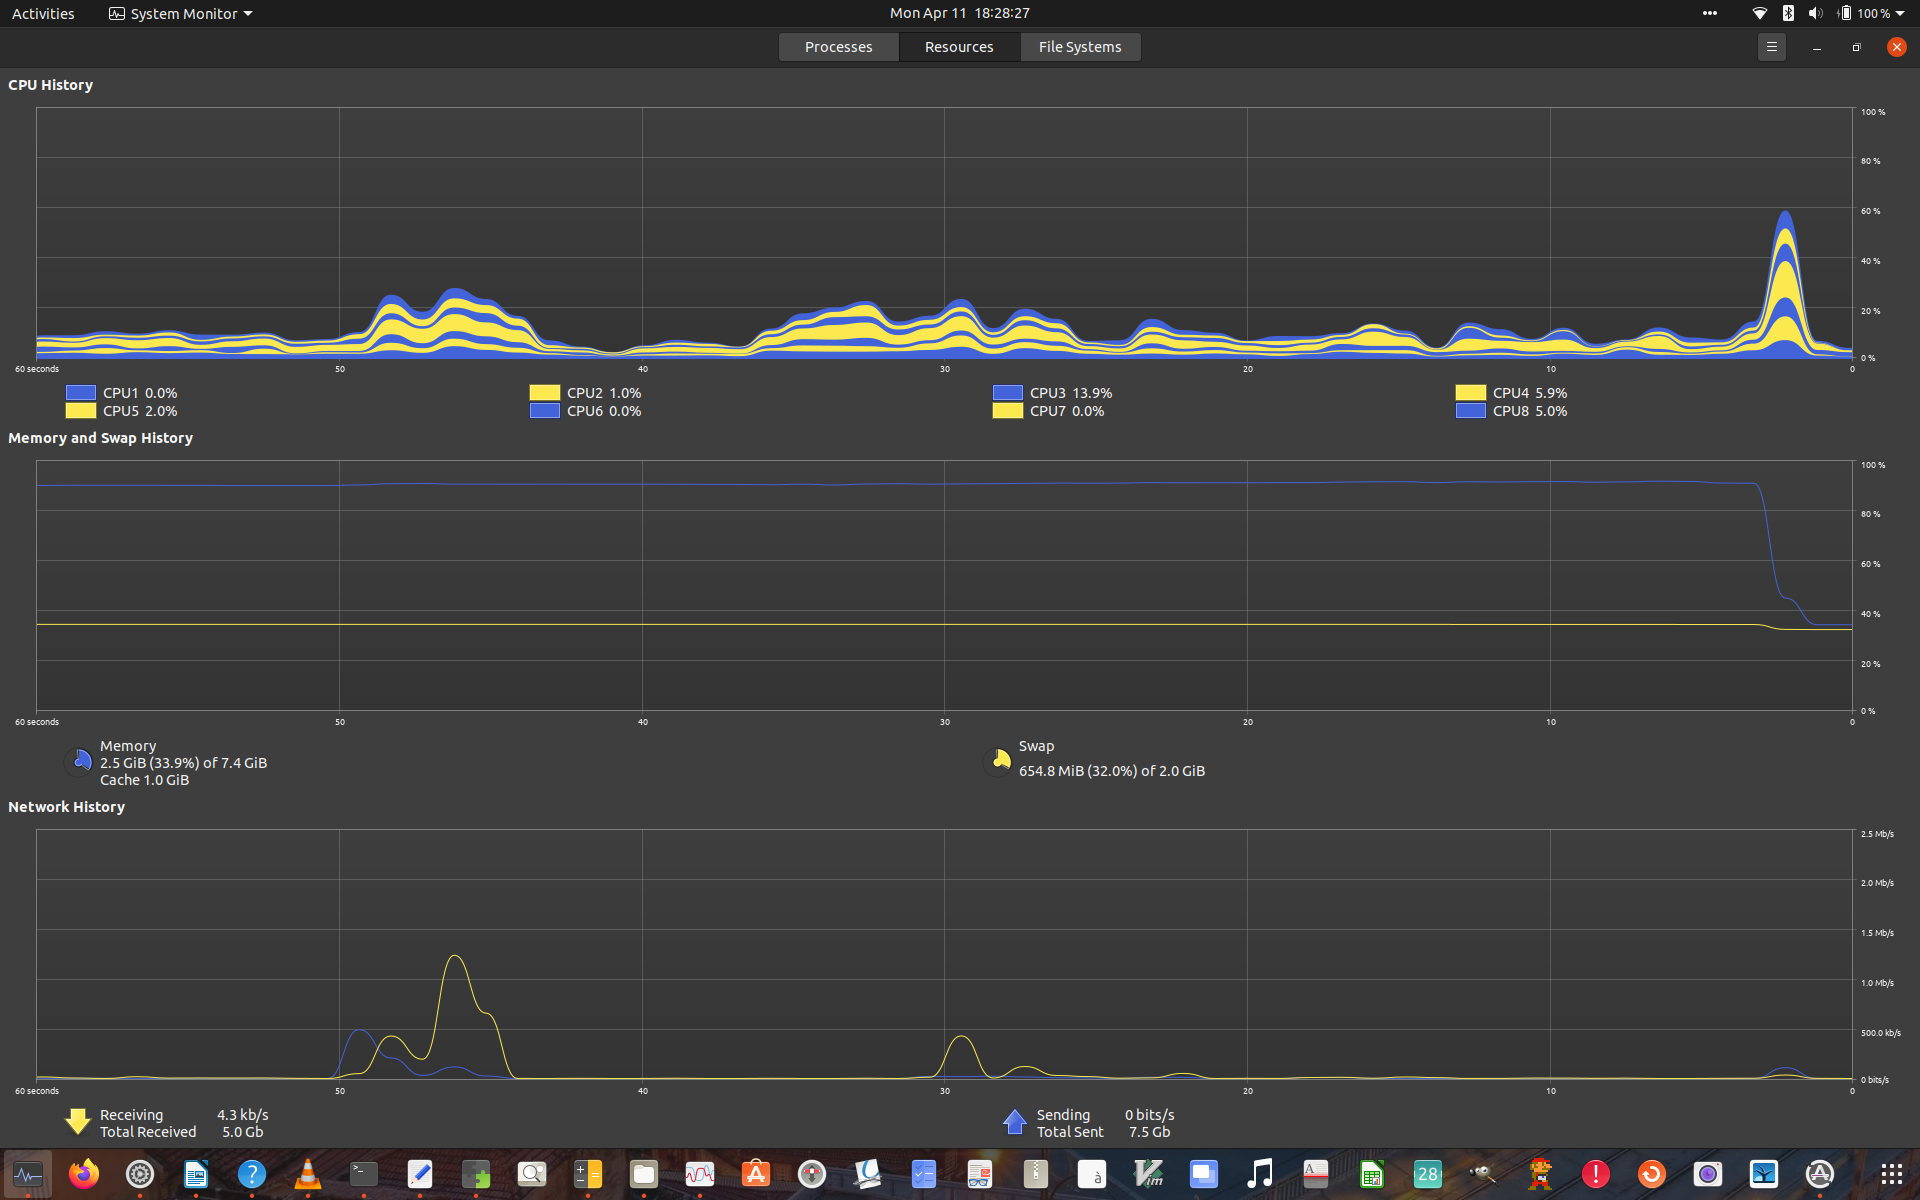 Activities System Monitor Mon Apr 11 18:28:27 100 %
Processes Resources File Systems
CPU History
100 %
80 %
60 %
40 %
20 %
0 %
60 seconds 50 40 30 20 10 0
CPU1 0.0% CPU2 1.0% CPU3 13.9% CPU4 5.9%
CPU5 2.0% CPU6 0.0% CPU7 0.0% CPU8 5.0%
Memory and Swap History
100 %
80 %
60 %
40 %
20 %
0 %
60 seconds 50 40 30 20 10 0
Memory
2.5 GiB (33.9%) of 7.4 GiB
Cache 1.0 GiB
Swap
654.8 MiB (32.0%) of 2.0 GiB
Network History
2.5 Mb/s
2.0 Mb/s
1.5 Mb/s
1.0 Mb/s
500.0 kb/s
0 bits/s
60 seconds 50 40 30 20 10 0
Receiving 4.3 kb/s Sending 0 bits/s
Total Received 5.0 Gb Total Sent 7.5 Gb
? >_ à Vim A 28 !